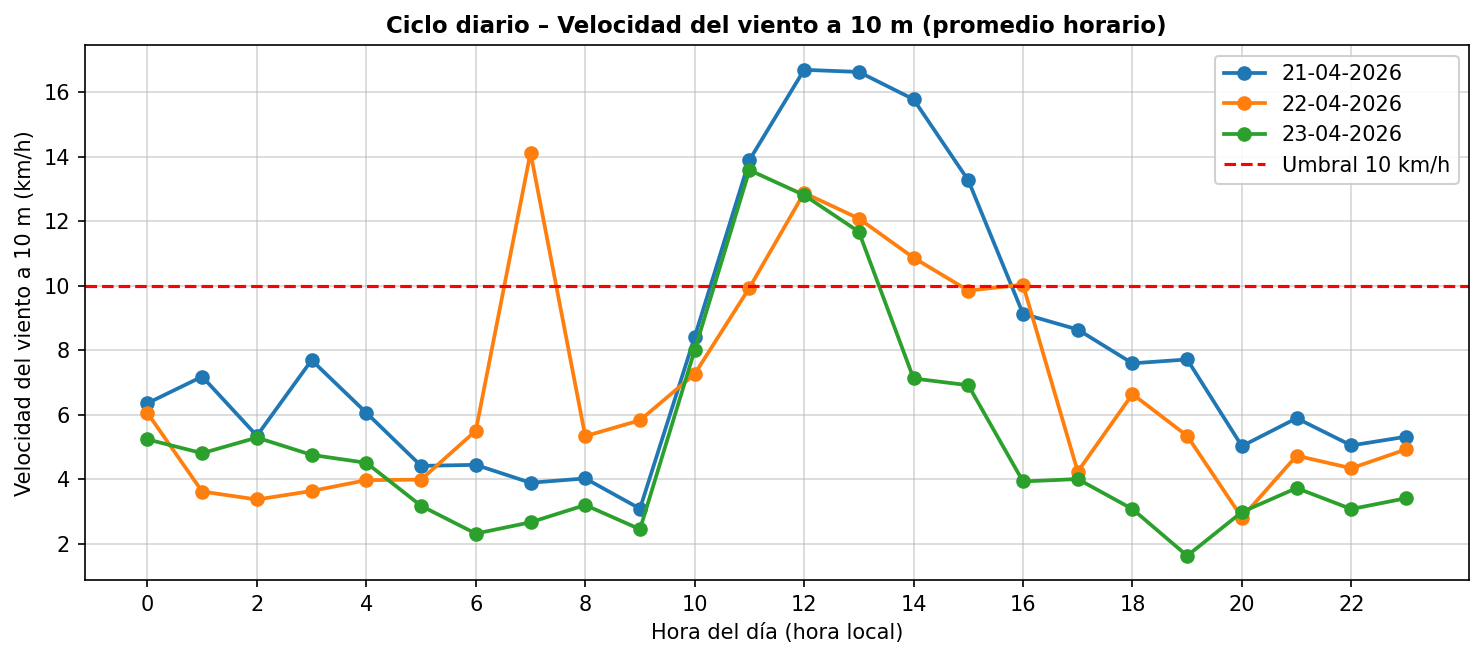 Ciclo diario – Velocidad del viento a 10 m (promedio horario)
Velocidad del viento a 10 m (km/h)
16
14
12
10
8
6
4
2
21-04-2026
22-04-2026
23-04-2026
Umbral 10 km/h
0 2 4 6 8 10 12 14 16 18 20 22
Hora del día (hora local)